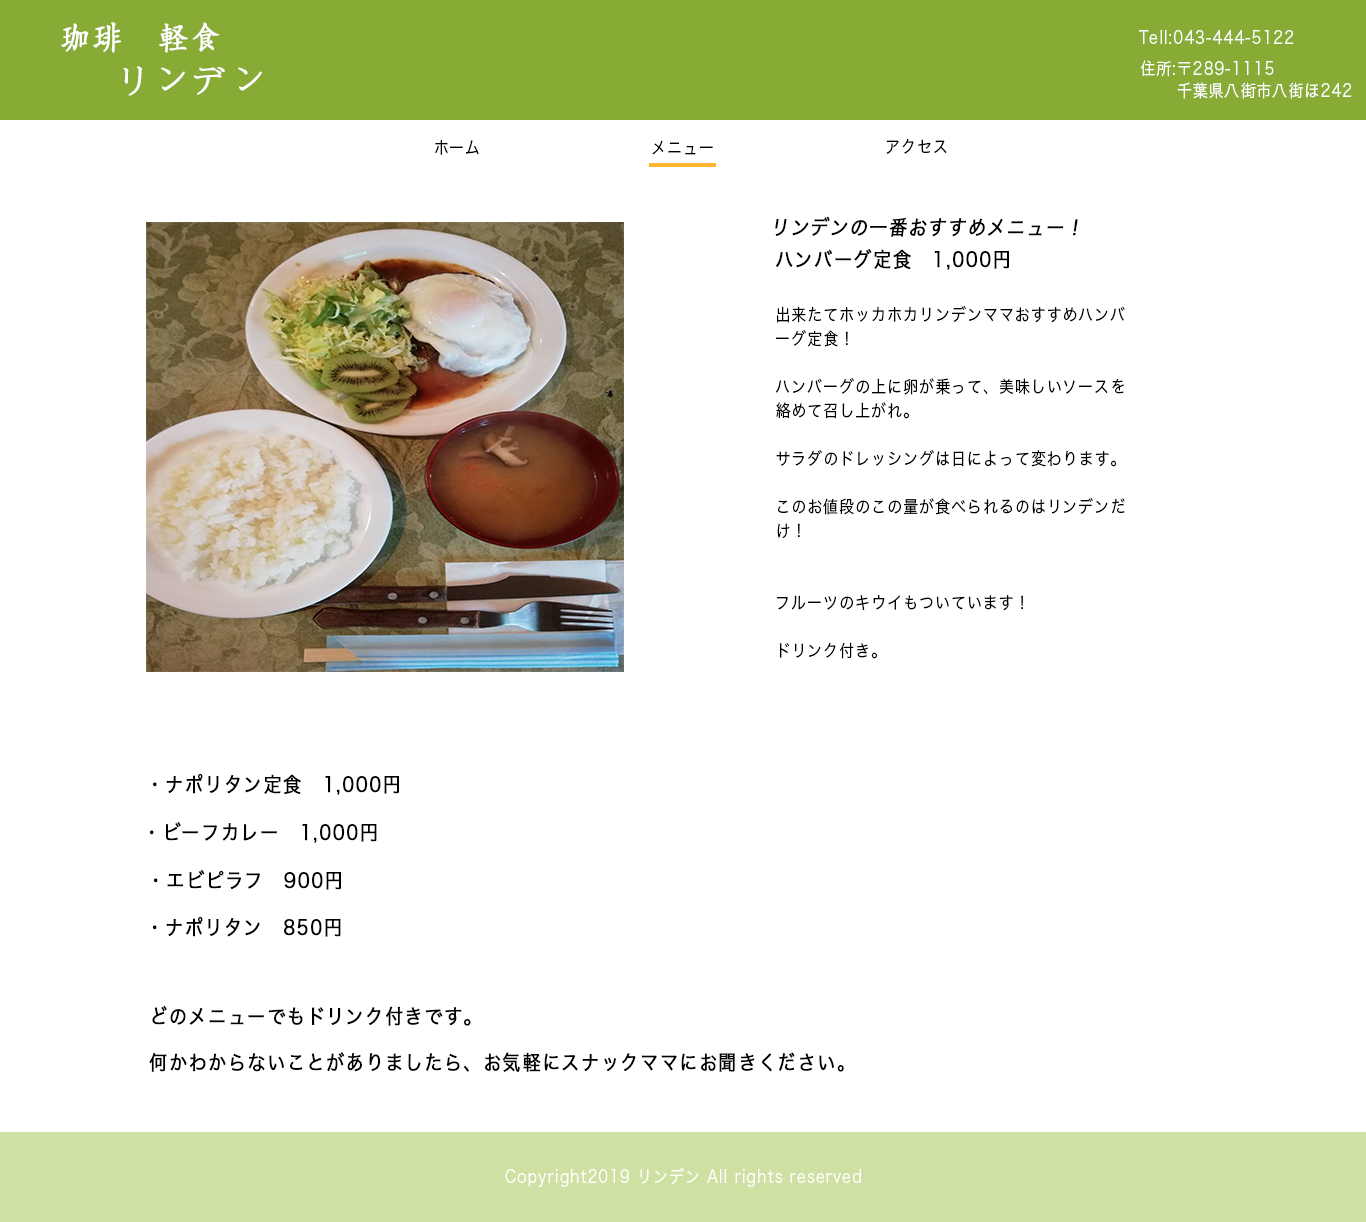 珈琲　軽食
リンデン
Tell:043-444-5122
住所:〒289-1115
千葉県八街市八街ほ242
ホーム
メニュー
アクセス
リンデンの一番おすすめメニュー！
ハンバーグ定食　1,000円
出来たてホッカホカリンデンママおすすめハンバ
ーグ定食！
ハンバーグの上に卵が乗って、美味しいソースを
絡めて召し上がれ。
サラダのドレッシングは日によって変わります。
このお値段のこの量が食べられるのはリンデンだ
け！
フルーツのキウイもついています！
ドリンク付き。
・ナポリタン定食　1,000円
・ビーフカレー　1,000円
・エビピラフ　900円
・ナポリタン　850円
どのメニューでもドリンク付きです。
何かわからないことがありましたら、お気軽にスナックママにお聞きください。
Copyright2019 リンデン All rights reserved